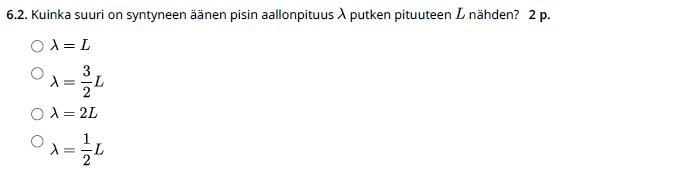 6.2. Kuinka suuri on syntyneen äänen pisin aallonpituus λ putken pituuteen L nähden? 2 p.
λ = L
λ = 3/2 L
λ = 2L
λ = 1/2 L